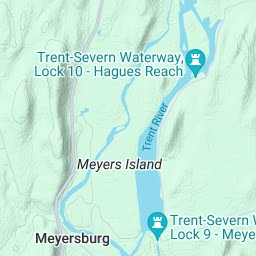 Trent-Severn Waterway,
Lock 10 - Hagues Reach
Trent River
Meyers Island
Trent-Severn W
Lock 9 - Meye
Meyersburg